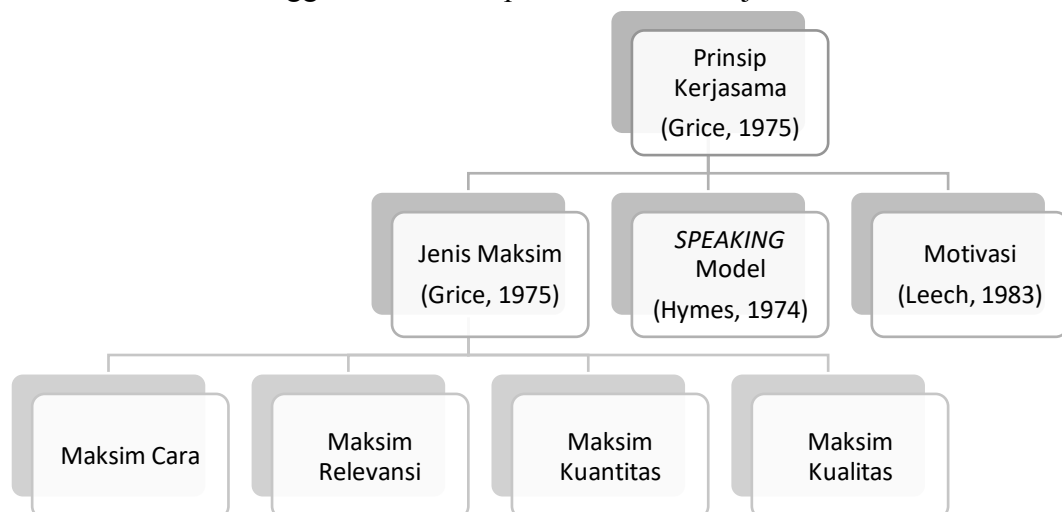 Prinsip
Kerjasama
(Grice, 1975)
Jenis Maksim
(Grice, 1975)
SPEAKING
Model
(Hymes, 1974)
Motivasi
(Leech, 1983)
Maksim Cara
Maksim
Relevansi
Maksim
Kuantitas
Maksim
Kualitas